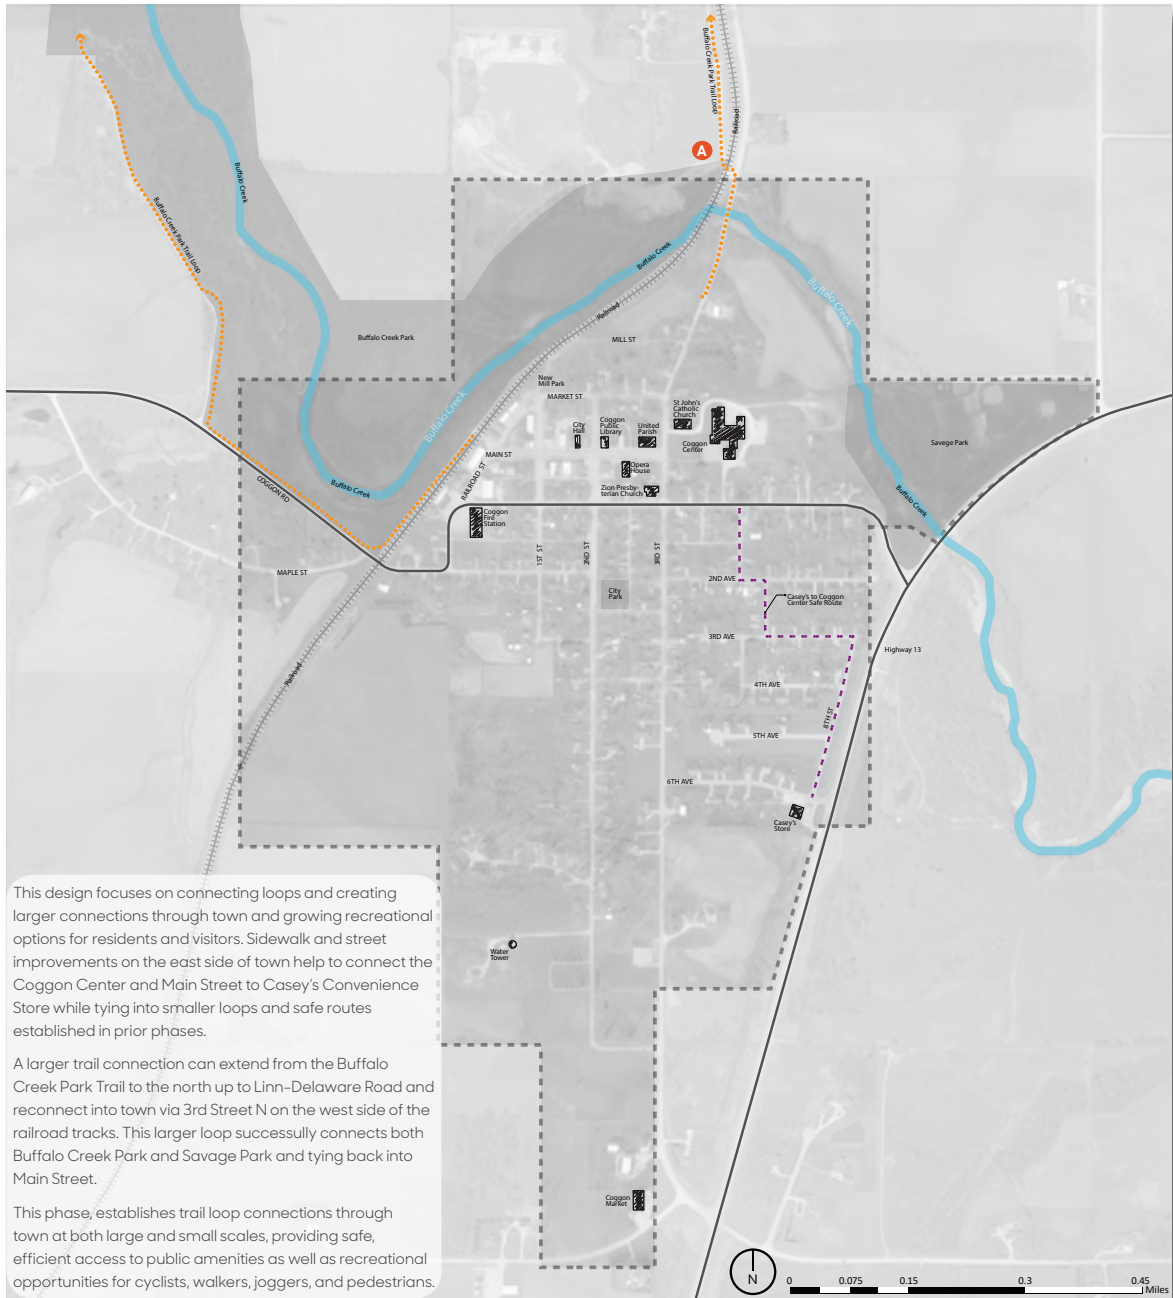 Buffalo Creek Park Trail Loop
Railroad
A
Buffalo Creek
Buffalo Creek Park Trail Loop
Buffalo Creek
Buffalo Creek
Railroad
Buffalo Creek Park
MILL ST
New
Mill Park
MARKET ST
Buffalo Creek
St John's
Catholic
Church
City
Hall
Coggon
Public
Library
United
Parish
Coggon
Center
Savege Park
MAIN ST
Opera
House
RAILROAD ST
COGGON RD
Buffalo Creek
Zion Presby-
terian Church
Buffalo Creek
Coggon
Fire
Station
1ST ST
2ND ST
3RD ST
MAPLE ST
2ND AVE
City
Park
Casey's to Coggon
Center Safe Route
3RD AVE
Highway 13
Railroad
4TH AVE
8TH ST
5TH AVE
6TH AVE
Casey's
Store
Water
Tower
This design focuses on connecting loops and creating
larger connections through town and growing recreational
options for residents and visitors. Sidewalk and street
improvements on the east side of town help to connect the
Coggon Center and Main Street to Casey's Convenience
Store while tying into smaller loops and safe routes
established in prior phases.
A larger trail connection can extend from the Buffalo
Creek Park Trail to the north up to Linn-Delaware Road and
reconnect into town via 3rd Street N on the west side of the
railroad tracks. This larger loop successully connects both
Buffalo Creek Park and Savage Park and tying back into
Main Street.
This phase, establishes trail loop connections through
town at both large and small scales, providing safe,
efficient access to public amenities as well as recreational
opportunities for cyclists, walkers, joggers, and pedestrians.
Coggon
Market
N
0 0.075 0.15 0.3 0.45
Miles